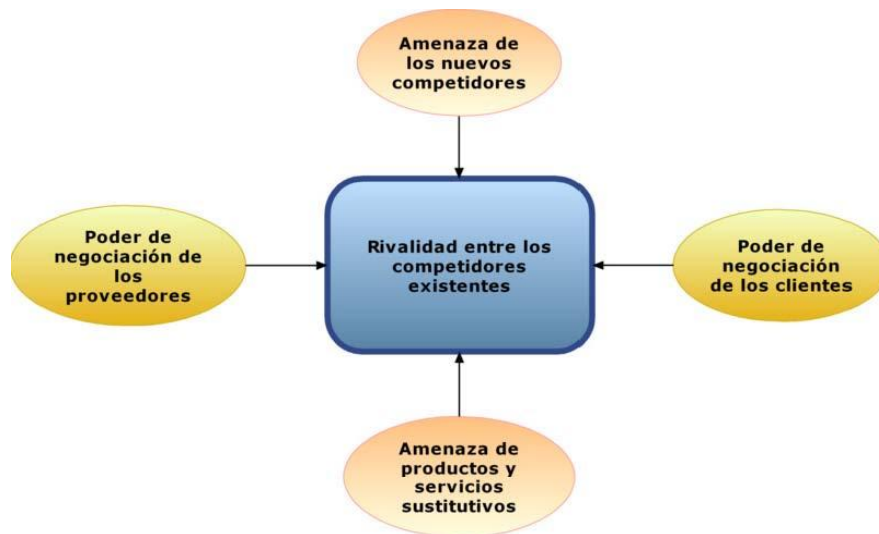 Amenaza de
los nuevos
competidores
Poder de
negociación de
los
proveedores
Rivalidad entre los
competidores
existentes
Poder de
negociación
de los clientes
Amenaza de
productos y
servicios
sustitutivos